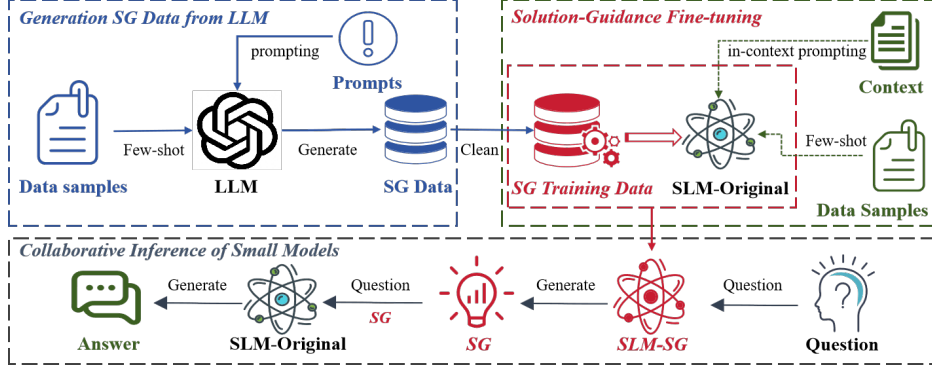 Generation SG Data from LLM
prompting
Prompts
Few-shot
Generate
Data samples
LLM
SG Data
Clean
Solution-Guidance Fine-tuning
in-context prompting
Context
Few-shot
SG Training Data
SLM-Original
Data Samples
Collaborative Inference of Small Models
Generate
Question
SG
Generate
Question
Answer
SLM-Original
SG
SLM-SG
Question